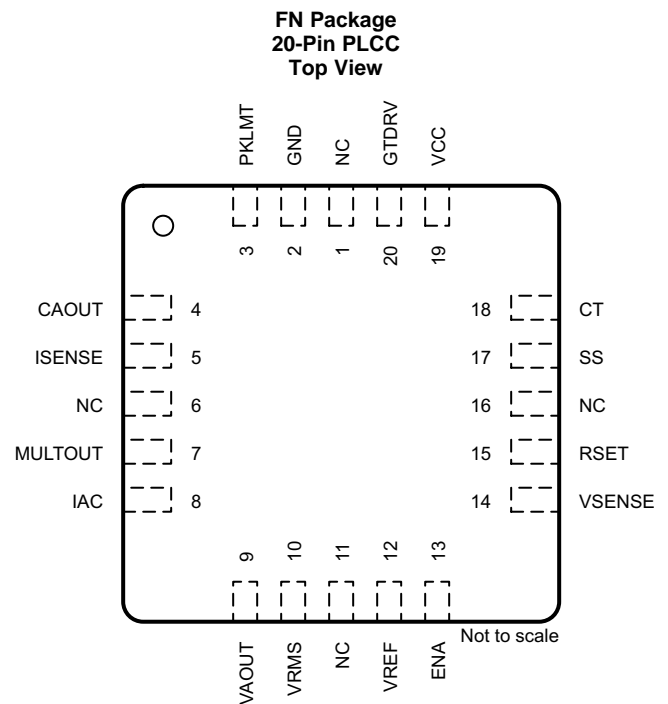 FN Package
20-Pin PLCC
Top View
PKLMT GND NC GTDRV VCC
3 2 1 20 19
CAOUT 4 18 CT
ISENSE 5 17 SS
NC 6 16 NC
MULTOUT 7 15 RSET
IAC 8 14 VSENSE
9 10 11 12 13
VAOUT VRMS NC VREF ENA
Not to scale